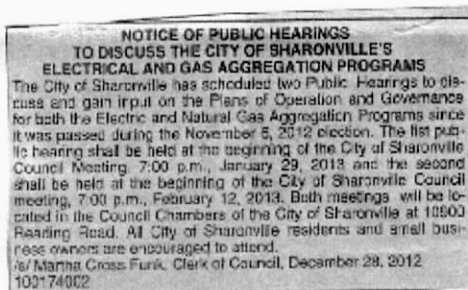 NOTICE OF PUBLIC HEARINGS
TO DISCUSS THE CITY OF SHARONVILLE'S
ELECTRICAL AND GAS AGGREGATION PROGRAMS
The City of Sharonville has scheduled two Public Hearings to dis-
cuss and gain input on the Plans of Operation and Governance
for both the Electric and Natural Gas Aggregation Programs since
it was passed during the November 6, 2012 election. The first pub-
lic hearing shall be held at the beginning of the City of Sharonville
Council Meeting, 7:00 p.m., January 29, 2013 and the second
shall be held at the beginning of the City of Sharonville Council
meeting, 7:00 p.m., February 12, 2013. Both meetings will be lo-
cated in the Council Chambers of the City of Sharonville at 10900
Reading Road. All City of Sharonville residents and small busi-
ness owners are encouraged to attend.
/s/ Martha Cross Funk, Clerk of Council, December 28, 2012
100174002